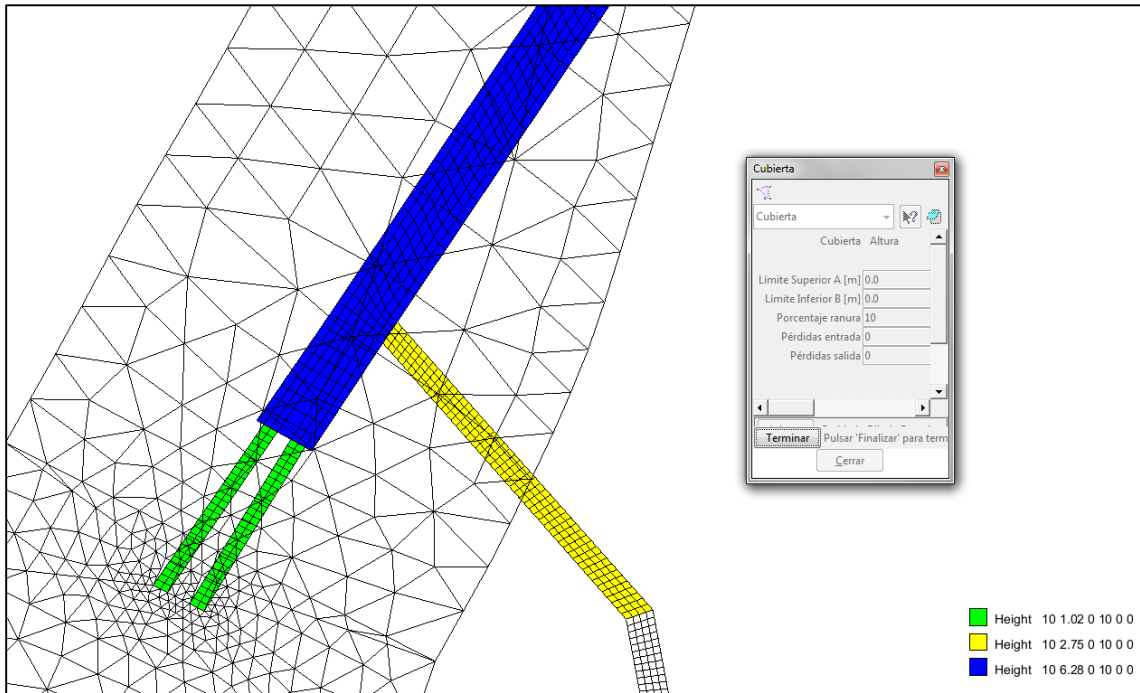 Cubierta
Cubierta
Cubierta Altura
Límite Superior A [m] 0.0
Límite Inferior B [m] 0.0
Porcentaje ranura 10
Pérdidas entrada 0
Pérdidas salida 0
Terminar Pulsar 'Finalizar' para term
Cerrar
Height 10 1.02 0 10 0 0
Height 10 2.75 0 10 0 0
Height 10 6.28 0 10 0 0